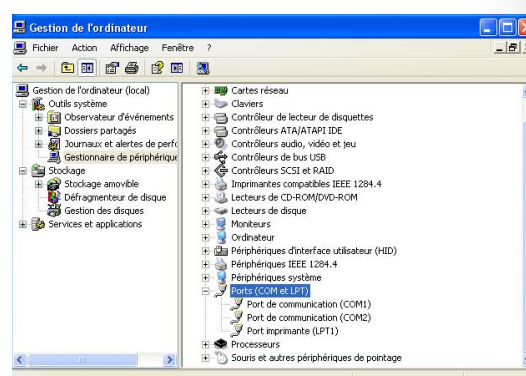 Gestion de l'ordinateur
Fichier Action Affichage Fenêtre ?
Gestion de l'ordinateur (local)
Outils système
Observateur d'événements
Dossiers partagés
Journaux et alertes de perfo
Gestionnaire de périphérique
Stockage
Stockage amovible
Défragmenteur de disque
Gestion des disques
Services et applications
Cartes réseau
Claviers
Contrôleur de lecteur de disquettes
Contrôleurs ATA/ATAPI IDE
Contrôleurs audio, vidéo et jeu
Contrôleurs de bus USB
Contrôleurs SCSI et RAID
Imprimantes compatibles IEEE 1284.4
Lecteurs de CD-ROM/DVD-ROM
Lecteurs de disque
Moniteurs
Ordinateur
Périphériques d'interface utilisateur (HID)
Périphériques IEEE 1284.4
Périphériques système
Ports (COM et LPT)
Port de communication (COM1)
Port de communication (COM2)
Port imprimante (LPT1)
Processeurs
Souris et autres périphériques de pointage